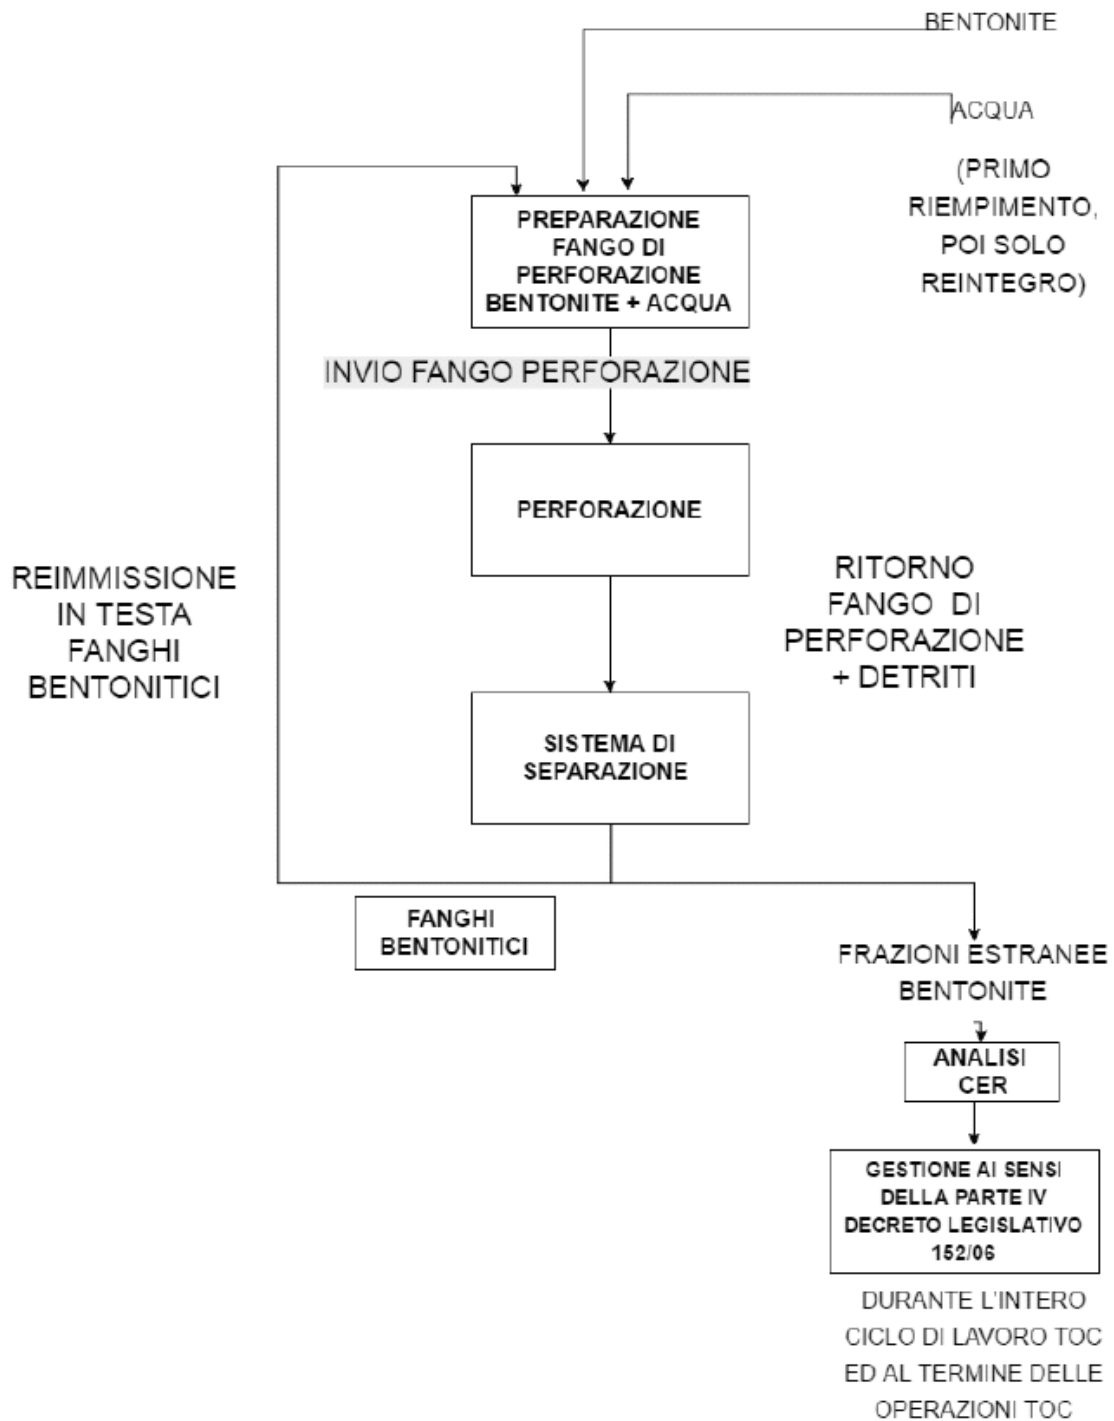 BENTONITE
ACQUA
(PRIMO
RIEMPIMENTO,
POI SOLO
REINTEGRO)
PREPARAZIONE
FANGO DI
PERFORAZIONE
BENTONITE + ACQUA
INVIO FANGO PERFORAZIONE
PERFORAZIONE
REIMMISSIONE
IN TESTA
FANGHI
BENTONITICI
RITORNO
FANGO DI
PERFORAZIONE
+ DETRITI
SISTEMA DI
SEPARAZIONE
FANGHI
BENTONITICI
FRAZIONI ESTRANEE
BENTONITE
ANALISI
CER
GESTIONE AI SENSI
DELLA PARTE IV
DECRETO LEGISLATIVO
152/06
DURANTE L'INTERO
CICLO DI LAVORO TOC
ED AL TERMINE DELLE
OPERAZIONI TOC